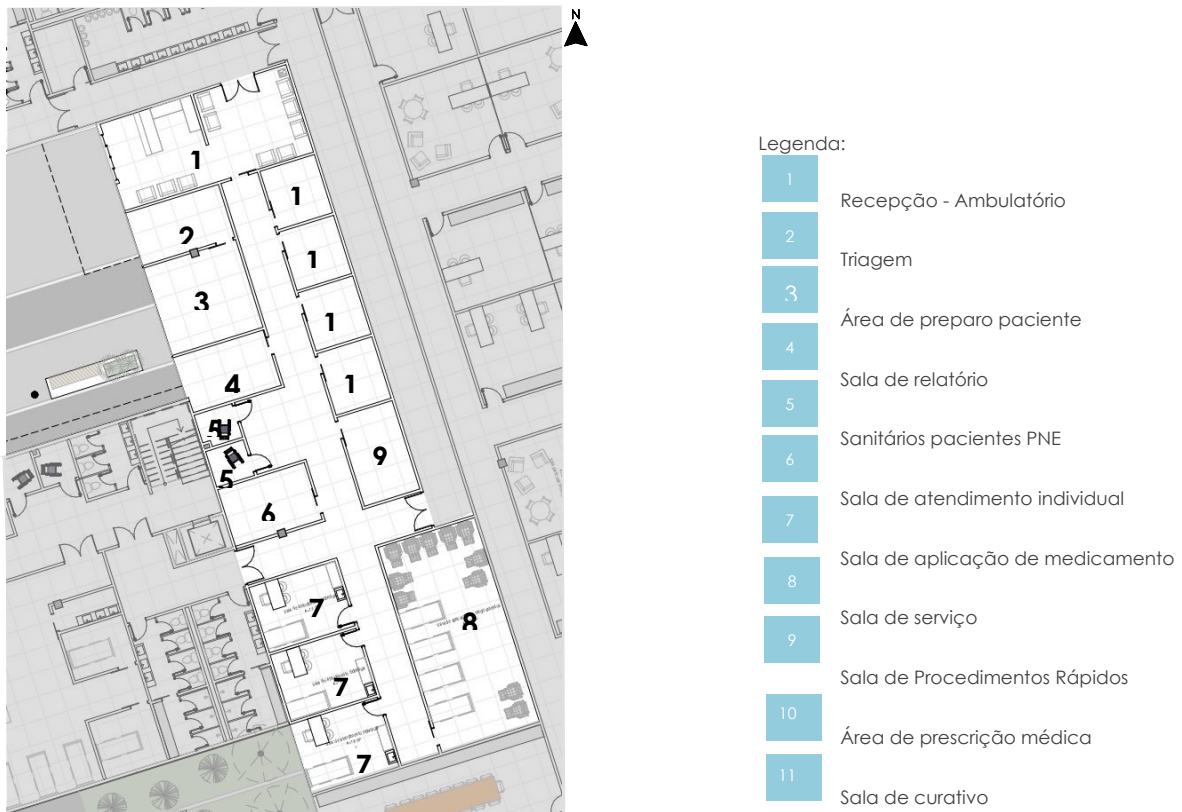 N
1
1
2
1
3
1
4
1
5
5
9
6
7
8
7
7
Legenda:
1
Recepção - Ambulatório
2
Triagem
3
Área de preparo paciente
4
Sala de relatório
5
Sanitários pacientes PNE
6
Sala de atendimento individual
7
Sala de aplicação de medicamento
8
Sala de serviço
9
Sala de Procedimentos Rápidos
10
Área de prescrição médica
11
Sala de curativo